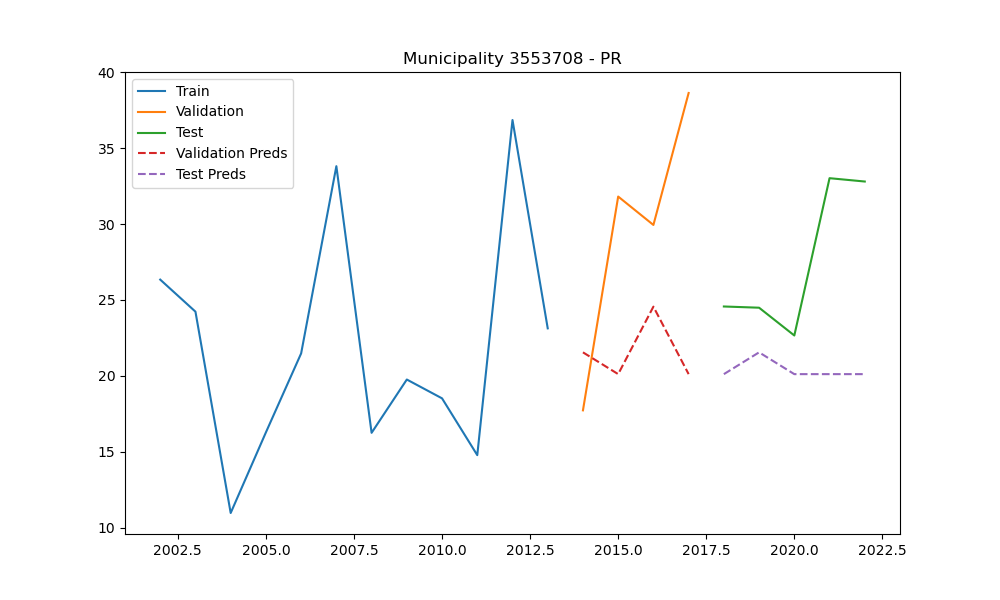 Municipality 3553708 - PR
Train
Validation
Test
Validation Preds
Test Preds
40
35
30
25
20
15
10
2002.5 2005.0 2007.5 2010.0 2012.5 2015.0 2017.5 2020.0 2022.5